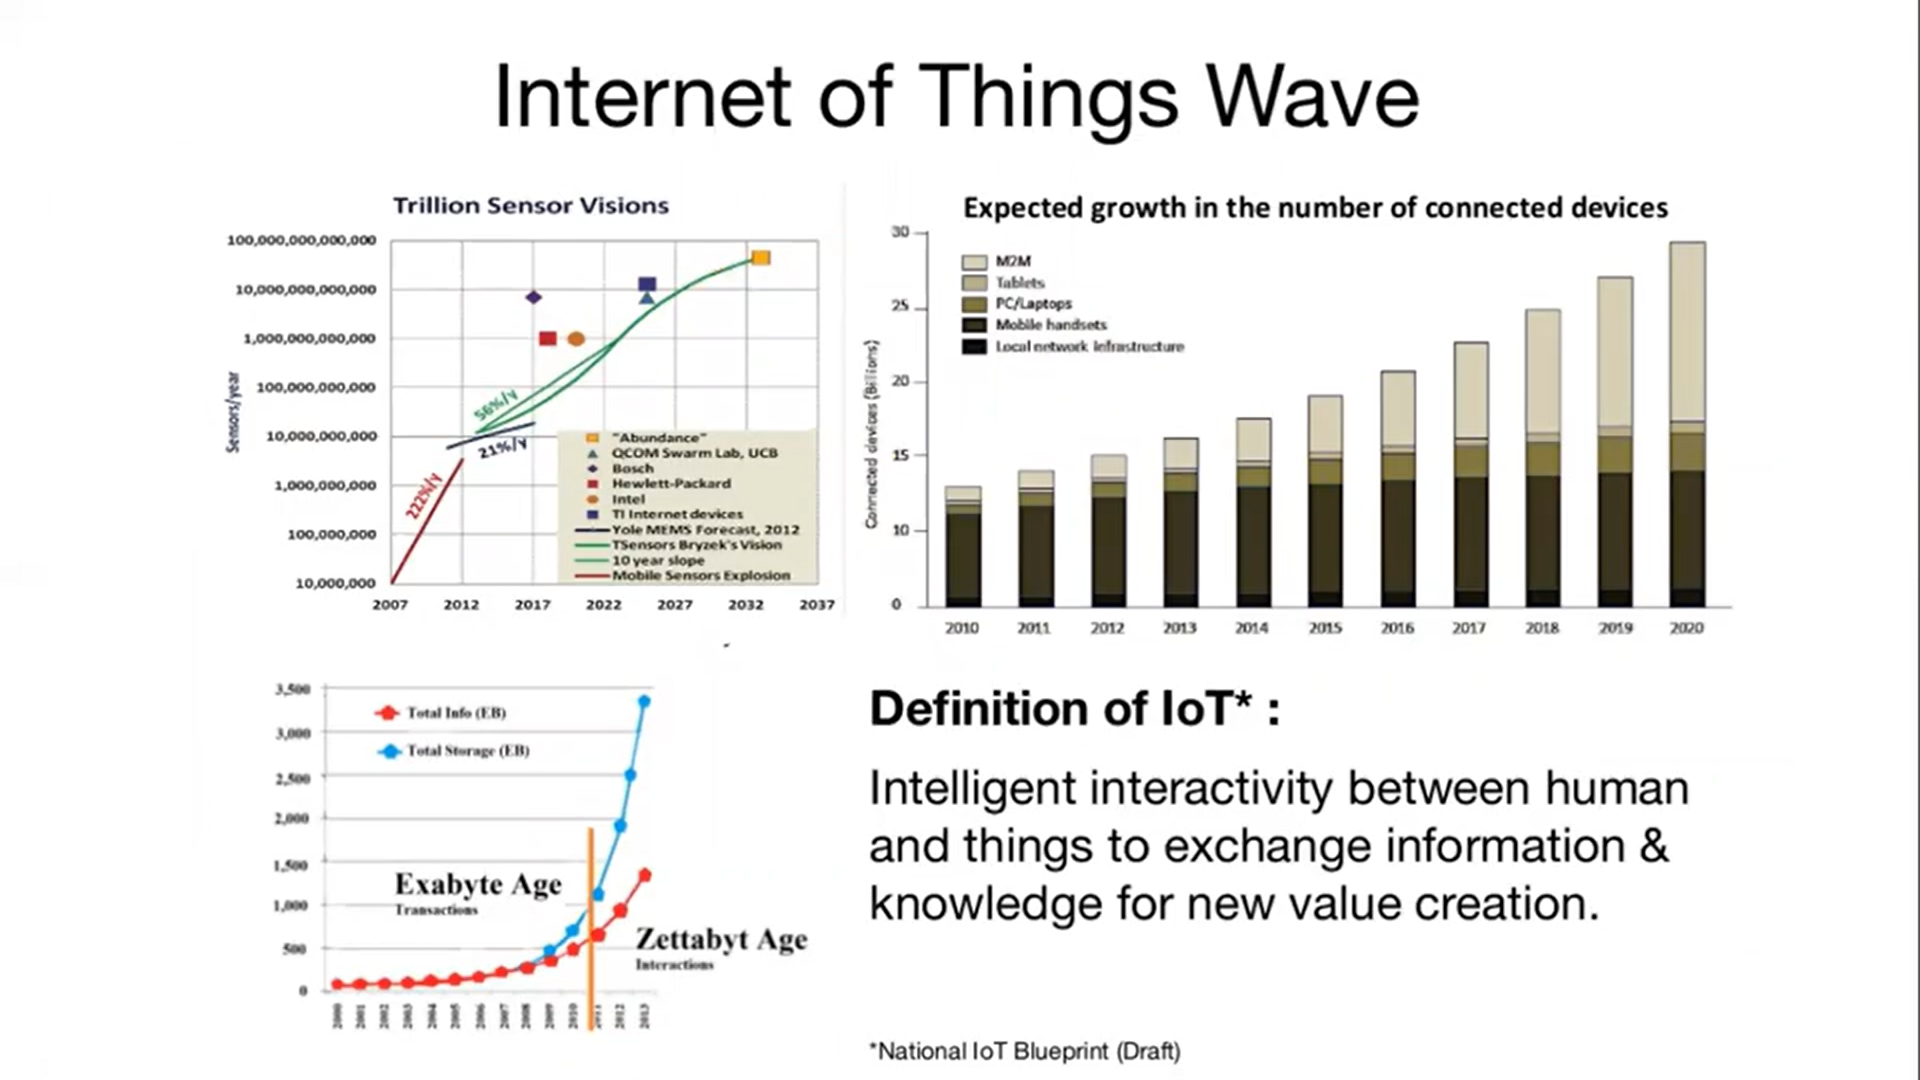 Internet of Things Wave
Trillion Sensor Visions
100,000,000,000,000
10,000,000,000,000
1,000,000,000,000
100,000,000,000
10,000,000,000
1,000,000,000
100,000,000
10,000,000
Sensors/year
56%/y
21%/y
222%/y
"Abundance"
QCOM Swarm Lab, UCB
Bosch
Hewlett-Packard
Intel
TI Internet devices
Yole MEMS Forecast, 2012
TSensors Bryzek's Vision
10 year slope
Mobile Sensors Explosion
2007 2012 2017 2022 2027 2032 2037
Expected growth in the number of connected devices
30
25
20
15
10
0
Connected devices (Billions)
M2M
Tablets
PC/Laptops
Mobile handsets
Local network infrastructure
2010 2011 2012 2013 2014 2015 2016 2017 2018 2019 2020
3,500
3,000
2,500
2,000
1,500
1,000
500
0
Total Info (EB)
Total Storage (EB)
Exabyte Age
Transactions
Zettabyt Age
Interactions
2000 2001 2002 2003 2004 2005 2006 2007 2008 2009 2010 2011 2012 2013
Definition of IoT* :
Intelligent interactivity between human
and things to exchange information &
knowledge for new value creation.
*National IoT Blueprint (Draft)